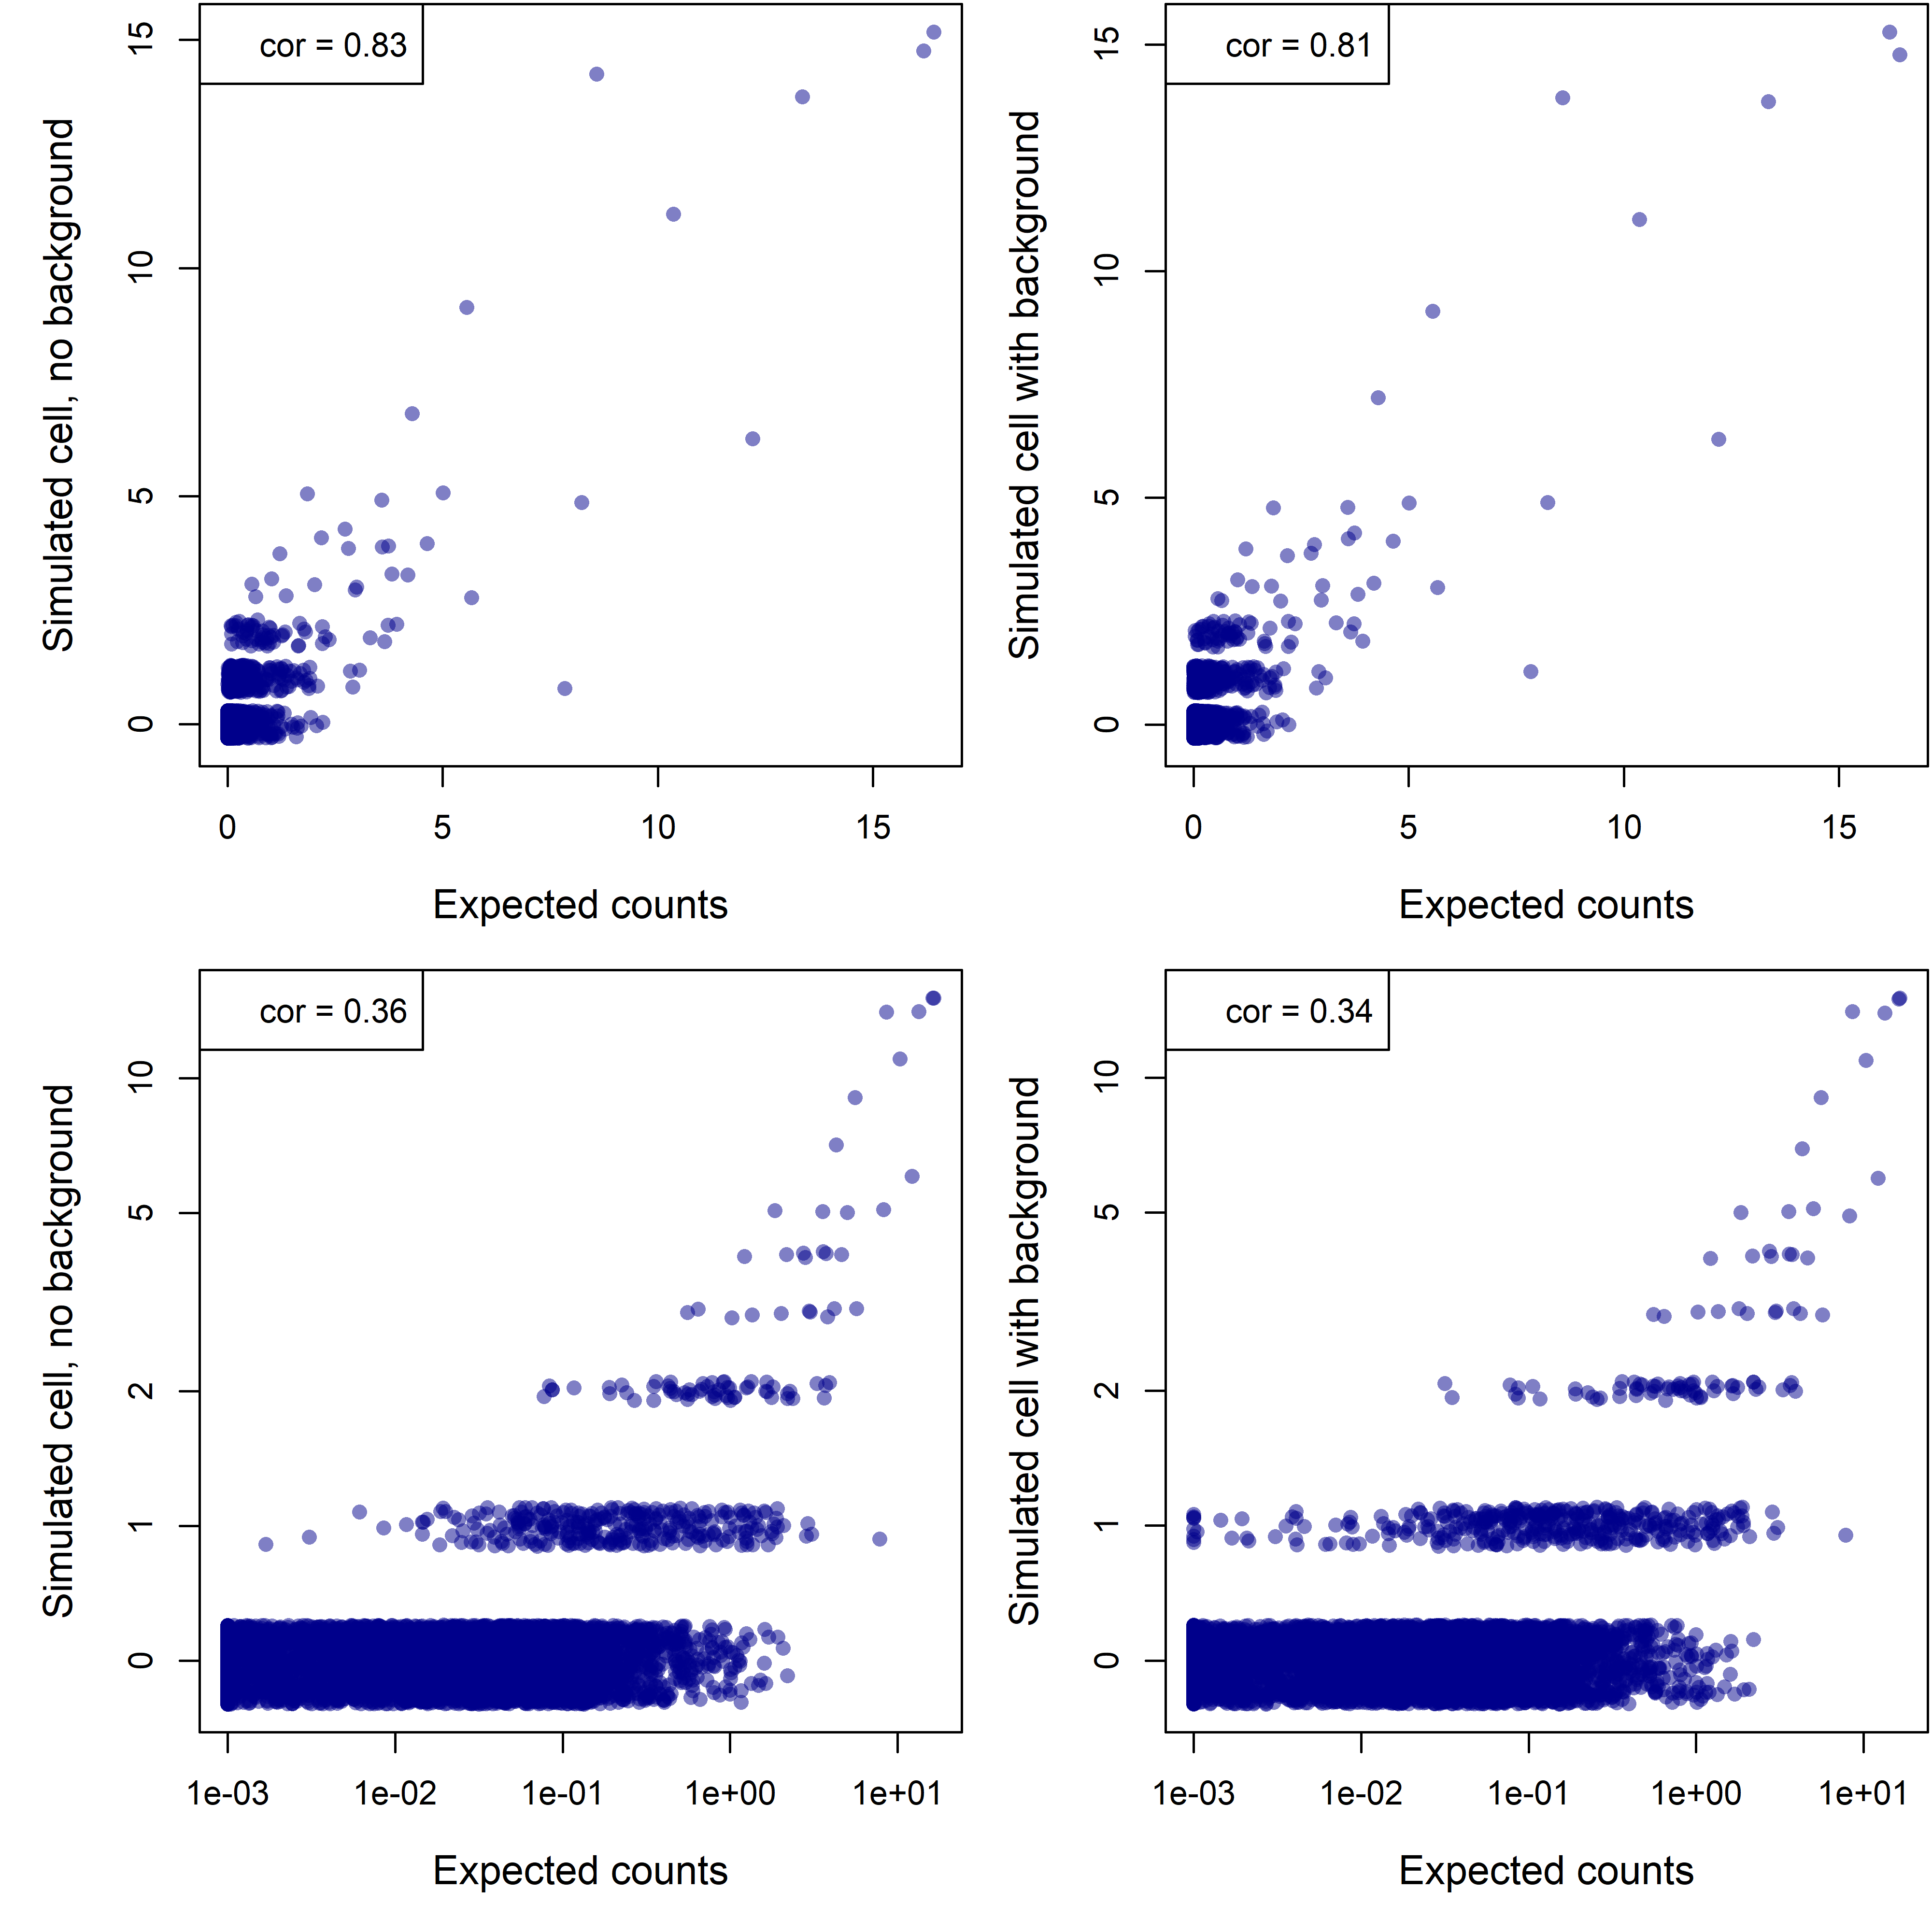 cor = 0.83
15
10
5
0
Simulated cell, no background
0 5 10 15
Expected counts
cor = 0.81
15
10
5
0
Simulated cell with background
0 5 10 15
Expected counts
cor = 0.36
10
5
2
1
0
Simulated cell, no background
1e-03 1e-02 1e-01 1e+00 1e+01
Expected counts
cor = 0.34
10
5
2
1
0
Simulated cell with background
1e-03 1e-02 1e-01 1e+00 1e+01
Expected counts